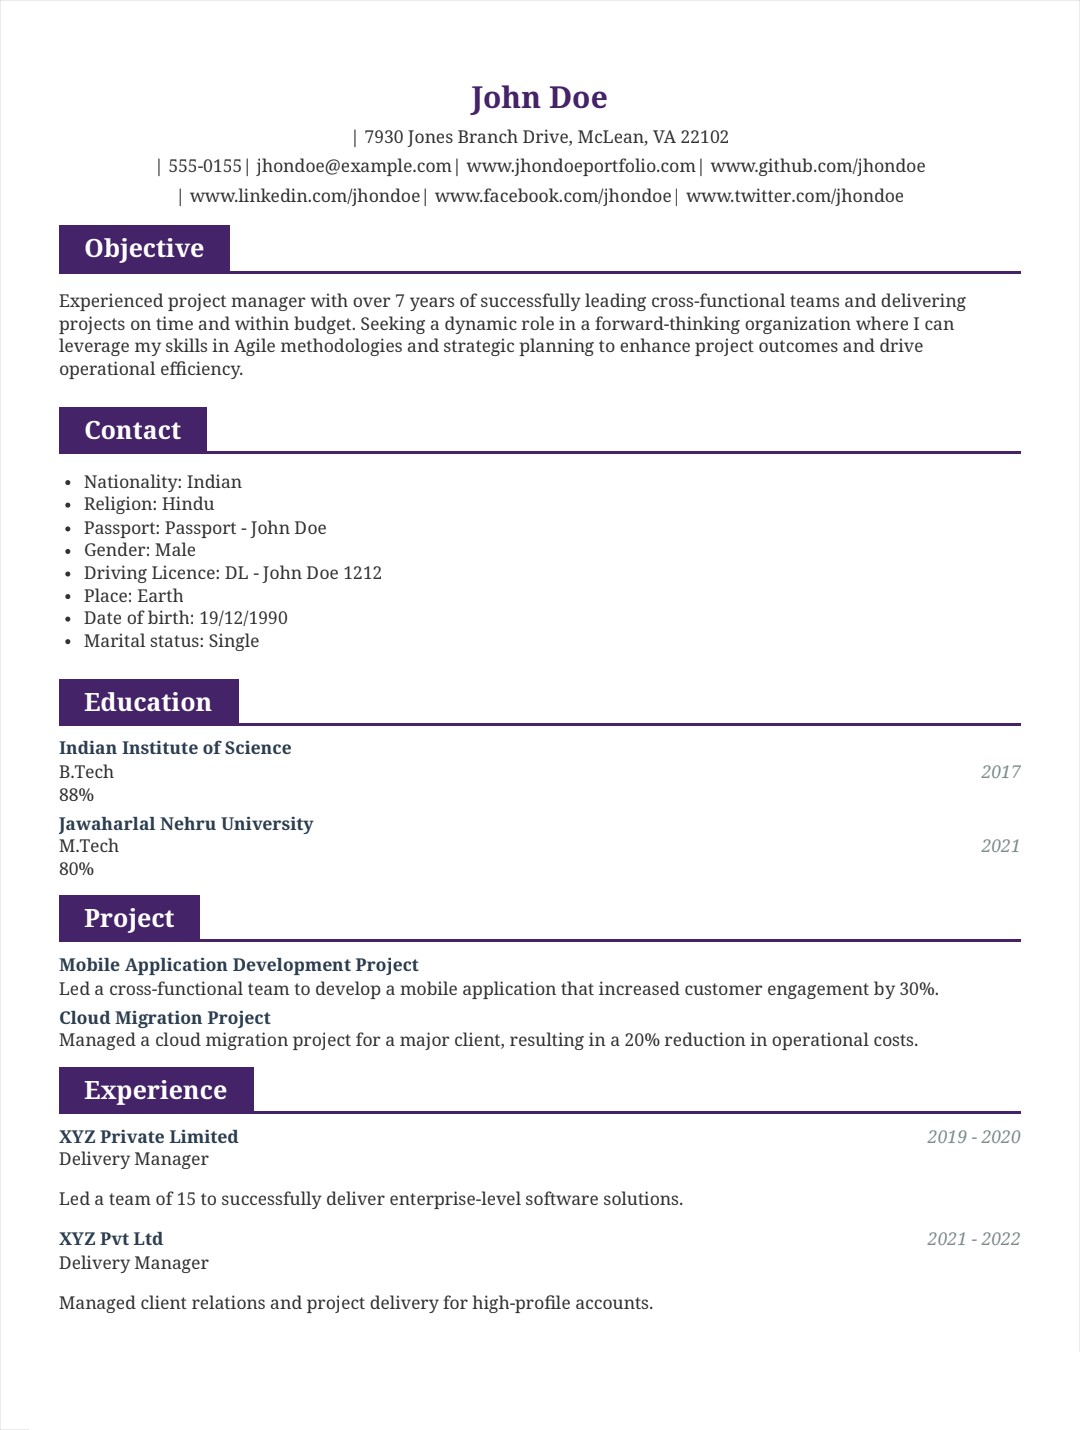 John Doe
| 7930 Jones Branch Drive, McLean, VA 22102
| 555-0155| jhondoe@example.com| www.jhondoeportfolio.com| www.github.com/jhondoe
| www.linkedin.com/jhondoe| www.facebook.com/jhondoe| www.twitter.com/jhondoe
Objective
Experienced project manager with over 7 years of successfully leading cross-functional teams and delivering
projects on time and within budget. Seeking a dynamic role in a forward-thinking organization where I can
leverage my skills in Agile methodologies and strategic planning to enhance project outcomes and drive
operational efficiency.
Contact
• Nationality: Indian
• Religion: Hindu
• Passport: Passport - John Doe
• Gender: Male
• Driving Licence: DL - John Doe 1212
• Place: Earth
• Date of birth: 19/12/1990
• Marital status: Single
Education
Indian Institute of Science
B.Tech 2017
88%
Jawaharlal Nehru University
M.Tech 2021
80%
Project
Mobile Application Development Project
Led a cross-functional team to develop a mobile application that increased customer engagement by 30%.
Cloud Migration Project
Managed a cloud migration project for a major client, resulting in a 20% reduction in operational costs.
Experience
XYZ Private Limited 2019 - 2020
Delivery Manager
Led a team of 15 to successfully deliver enterprise-level software solutions.
XYZ Pvt Ltd 2021 - 2022
Delivery Manager
Managed client relations and project delivery for high-profile accounts.